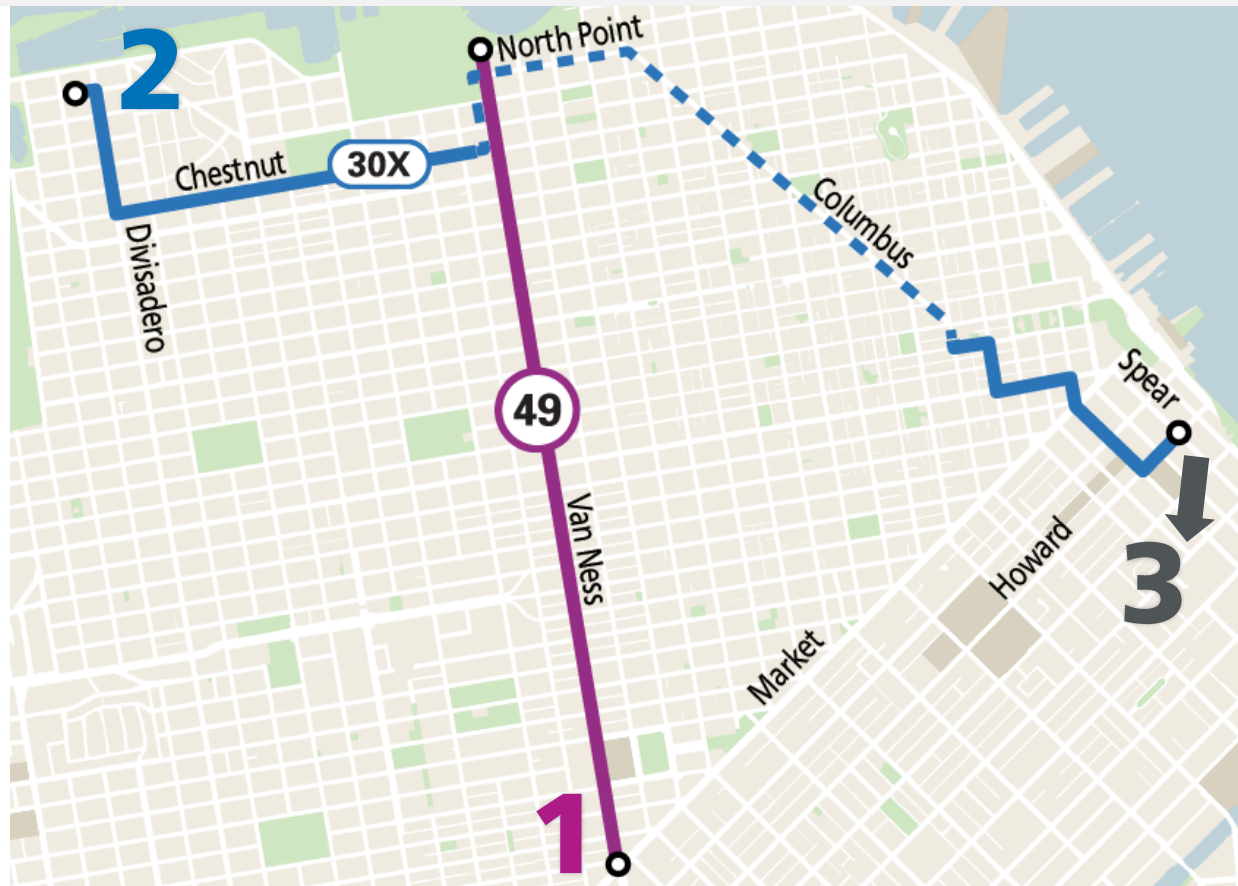 2
North Point
Chestnut
30X
Columbus
Divisadero
Spear
49
Van Ness
Howard
3
Market
1